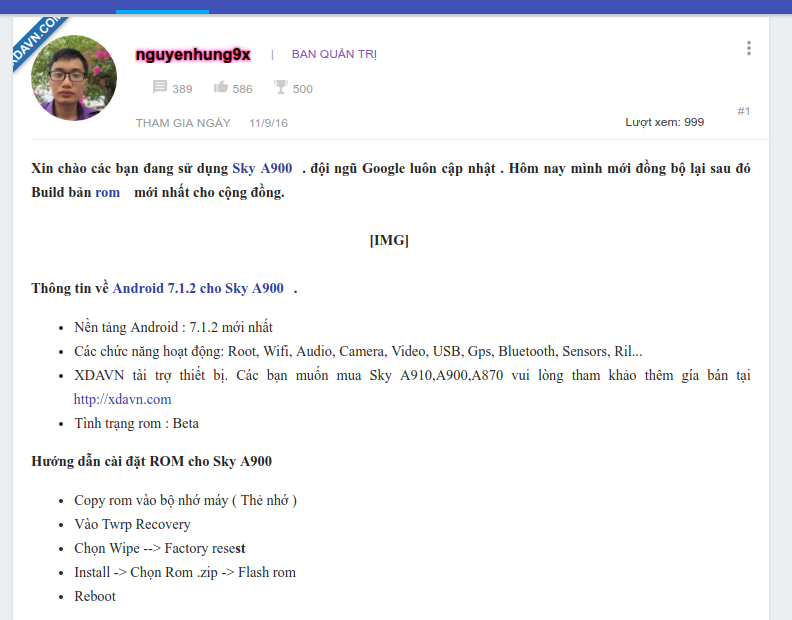 XDAVN.COM
nguyenhung9x | BAN QUẢN TRỊ
389 586 500
THAM GIA NGÀY 11/9/16
Lượt xem: 999
#1
Xin chào các bạn đang sử dụng Sky A900 . đội ngũ Google luôn cập nhật . Hôm nay mình mới đồng bộ lại sau đó
Build bản rom mới nhất cho cộng đồng.
[IMG]
Thông tin về Android 7.1.2 cho Sky A900 .
• Nền tảng Android : 7.1.2 mới nhất
• Các chức năng hoạt động: Root, Wifi, Audio, Camera, Video, USB, Gps, Bluetooth, Sensors, Ril...
• XDAVN tài trợ thiết bị. Các bạn muốn mua Sky A910,A900,A870 vui lòng tham khảo thêm gía bán tại
http://xdavn.com
• Tình trạng rom : Beta
Hướng dẫn cài đặt ROM cho Sky A900
• Copy rom vào bộ nhớ máy ( Thẻ nhớ )
• Vào Twrp Recovery
• Chọn Wipe --> Factory resest
• Install -> Chọn Rom .zip -> Flash rom
• Reboot